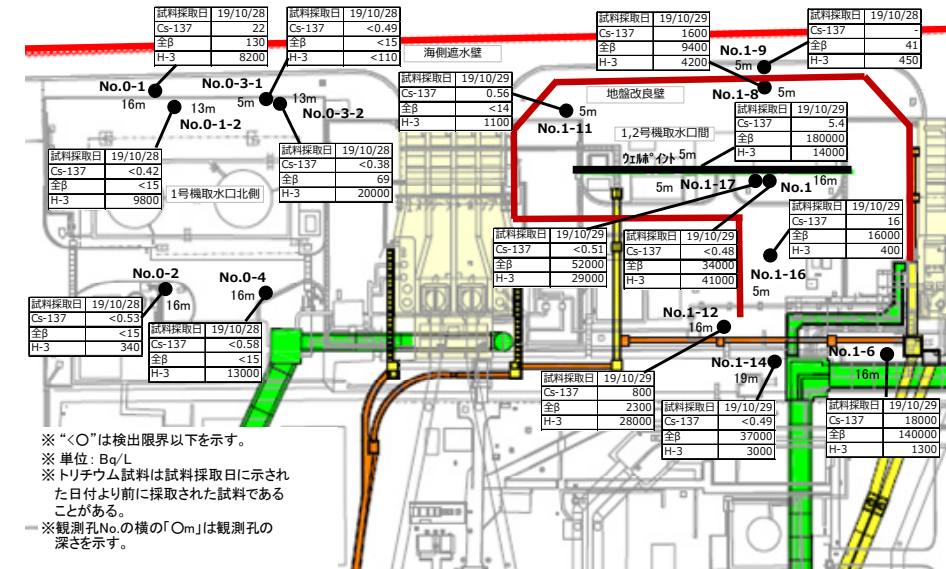 試料採取日 19/10/28
Cs-137 22
全β 130
H-3 8200
試料採取日 19/10/28
Cs-137 <0.49
全β <15
H-3 <110
海側遮水壁
試料採取日 19/10/29
Cs-137 1600
全β 9400
H-3 4200
試料採取日 19/10/28
Cs-137 -
全β 41
H-3 450
No.0-1
16m
13m
No.0-1-2
No.0-3-1
5m
13m
No.0-3-2
試料採取日 19/10/29
Cs-137 0.56
全β <14
H-3 1100
5m
No.1-11
地盤改良壁
No.1-9
5m
No.1-8
5m
試料採取日 19/10/29
Cs-137 5.4
全β 180000
H-3 14000
1,2号機取水口間
ウェルポイント 5m
5m
No.1-17
No.1
16m
試料採取日 19/10/28
Cs-137 <0.42
全β <15
H-3 9800
1号機取水口北側
試料採取日 19/10/28
Cs-137 <0.38
全β 69
H-3 20000
試料採取日 19/10/29
Cs-137 <0.51
全β 52000
H-3 29000
試料採取日 19/10/29
Cs-137 <0.48
全β 34000
H-3 41000
試料採取日 19/10/29
Cs-137 16
全β 16000
H-3 400
No.1-16
5m
No.0-2
16m
No.0-4
16m
試料採取日 19/10/28
Cs-137 <0.53
全β <15
H-3 340
試料採取日 19/10/28
Cs-137 <0.58
全β <15
H-3 13000
No.1-12
16m
No.1-14
19m
No.1-6
16m
試料採取日 19/10/29
Cs-137 800
全β 2300
H-3 28000
試料採取日 19/10/29
Cs-137 <0.49
全β 37000
H-3 3000
試料採取日 19/10/29
Cs-137 18000
全β 140000
H-3 1300
※ “<○”は検出限界以下を示す。
※ 単位：Bq/L
※ トリチウム試料は試料採取日に示され
た日付より前に採取された試料である
ことがある。
※観測孔No.の横の「○m」は観測孔の
深さを示す。